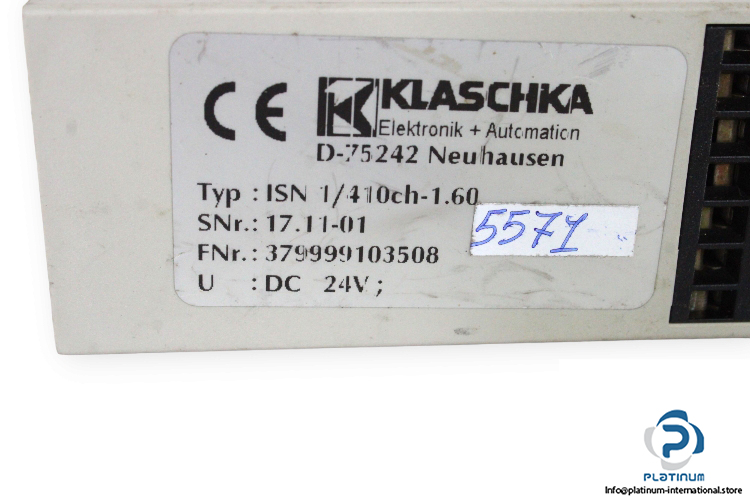 CE KLASCHKA
Elektronik + Automation
D-75242 Neuhausen
Typ : ISN 1/410ch-1.60
SNr.: 17.11-01
5571
FNr.: 379999103508
U : DC 24V ;
PLATINUM
Info@platinum-international.store